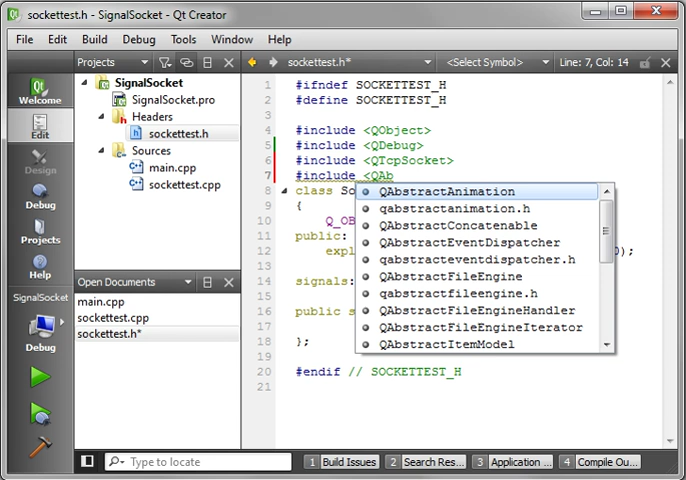 sockettest.h - SignalSocket - Qt Creator
File Edit Build Debug Tools Window Help
Projects
sockettest.h*
<Select Symbol>
Line: 7, Col: 14
Welcome
Edit
Design
Debug
Projects
Help
SignalSocket
Debug
SignalSocket
SignalSocket.pro
Headers
sockettest.h
Sources
main.cpp
sockettest.cpp
Open Documents
main.cpp
sockettest.cpp
sockettest.h*
1 #ifndef SOCKETTEST_H
2 #define SOCKETTEST_H
3
4 #include <QObject>
5 #include <QDebug>
6 #include <QTcpSocket>
7 #include <QAb
8 class So
9 {
10 Q_OB
11 public:
12 expl 0);
13
14 signals:
15
16 public s
17
18 };
19
20 #endif // SOCKETTEST_H
21
QAbstractAnimation
qabstractanimation.h
QAbstractConcatenable
QAbstractEventDispatcher
qabstracteventdispatcher.h
QAbstractFileEngine
qabstractfileengine.h
QAbstractFileEngineHandler
QAbstractFileEngineIterator
QAbstractItemModel
Type to locate
1 Build Issues
2 Search Res...
3 Application ...
4 Compile Ou...